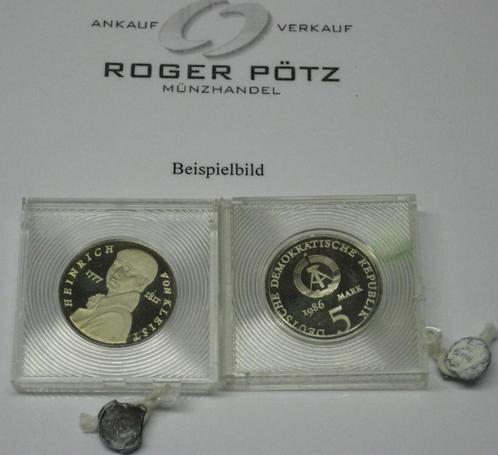 ANKAUF VERKAUF
ROGER PÖTZ
MÜNZHANDEL
Beispielbild
HEINRICH VON KLEIST
1777 1811
DEUTSCHE DEMOKRATISCHE REPUBLIK
1986 MARK
5